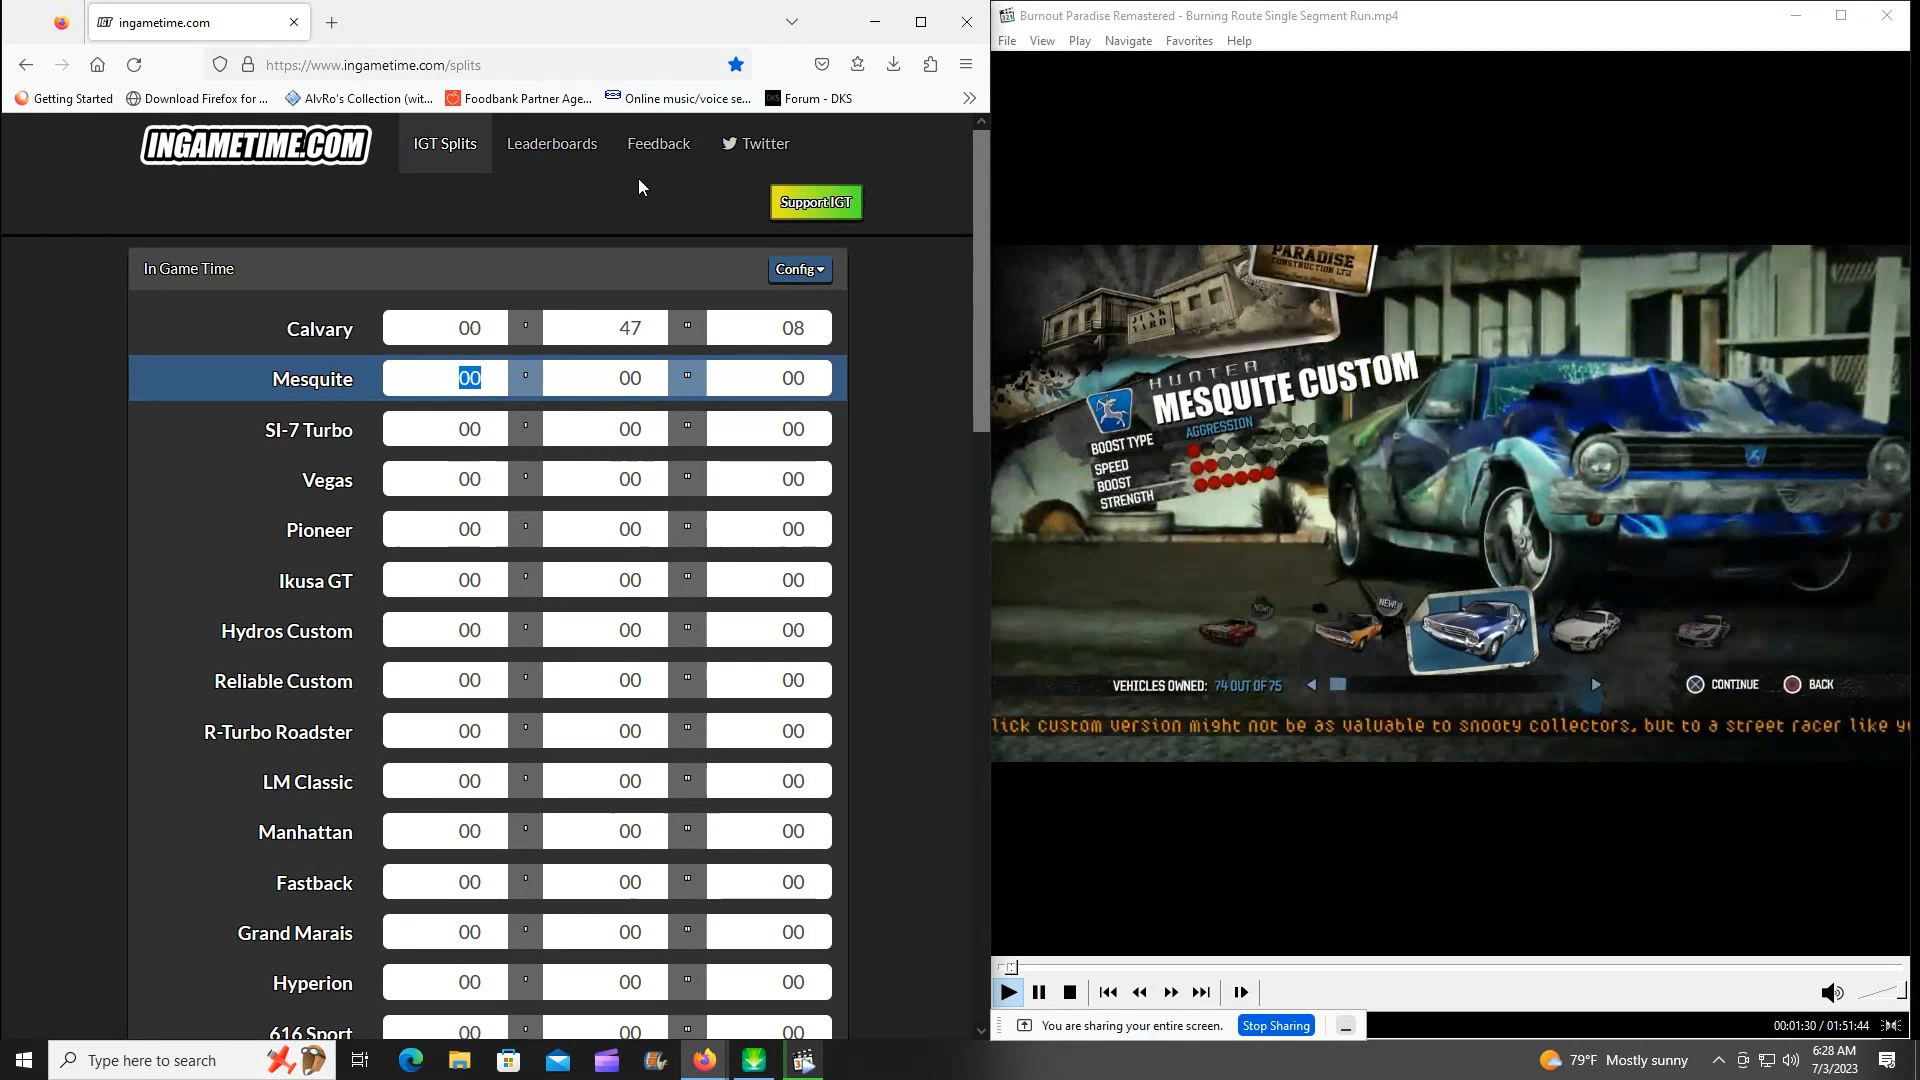 ingametime.com
https://www.ingametime.com/splits
Getting Started
Download Firefox for ...
AlvRo's Collection (wit...
Foodbank Partner Age...
Online music/voice se...
Forum - DKS
INGAMETIME.COM
IGT Splits
Leaderboards
Feedback
Twitter
Support IGT
In Game Time
Config
Calvary 00 ' 47 " 08
Mesquite 00 ' 00 " 00
SI-7 Turbo 00 ' 00 " 00
Vegas 00 ' 00 " 00
Pioneer 00 ' 00 " 00
Ikusa GT 00 ' 00 " 00
Hydros Custom 00 ' 00 " 00
Reliable Custom 00 ' 00 " 00
R-Turbo Roadster 00 ' 00 " 00
LM Classic 00 ' 00 " 00
Manhattan 00 ' 00 " 00
Fastback 00 ' 00 " 00
Grand Marais 00 ' 00 " 00
Hyperion 00 ' 00 " 00
616 Sport 00 ' 00 " 00
Burnout Paradise Remastered - Burning Route Single Segment Run.mp4
File View Play Navigate Favorites Help
PARADISE
CONSTRUCTION LTD
JUNK
YARD
HUNTER
MESQUITE CUSTOM
BOOST TYPE AGGRESSION
SPEED
BOOST
STRENGTH
NEW!
NEW!
VEHICLES OWNED: 74 OUT OF 75
CONTINUE
BACK
lick custom version might not be as valuable to snooty collectors, but to a street racer like y
You are sharing your entire screen.
Stop Sharing
00:01:30 / 01:51:44
Type here to search
79°F Mostly sunny
6:28 AM
7/3/2023